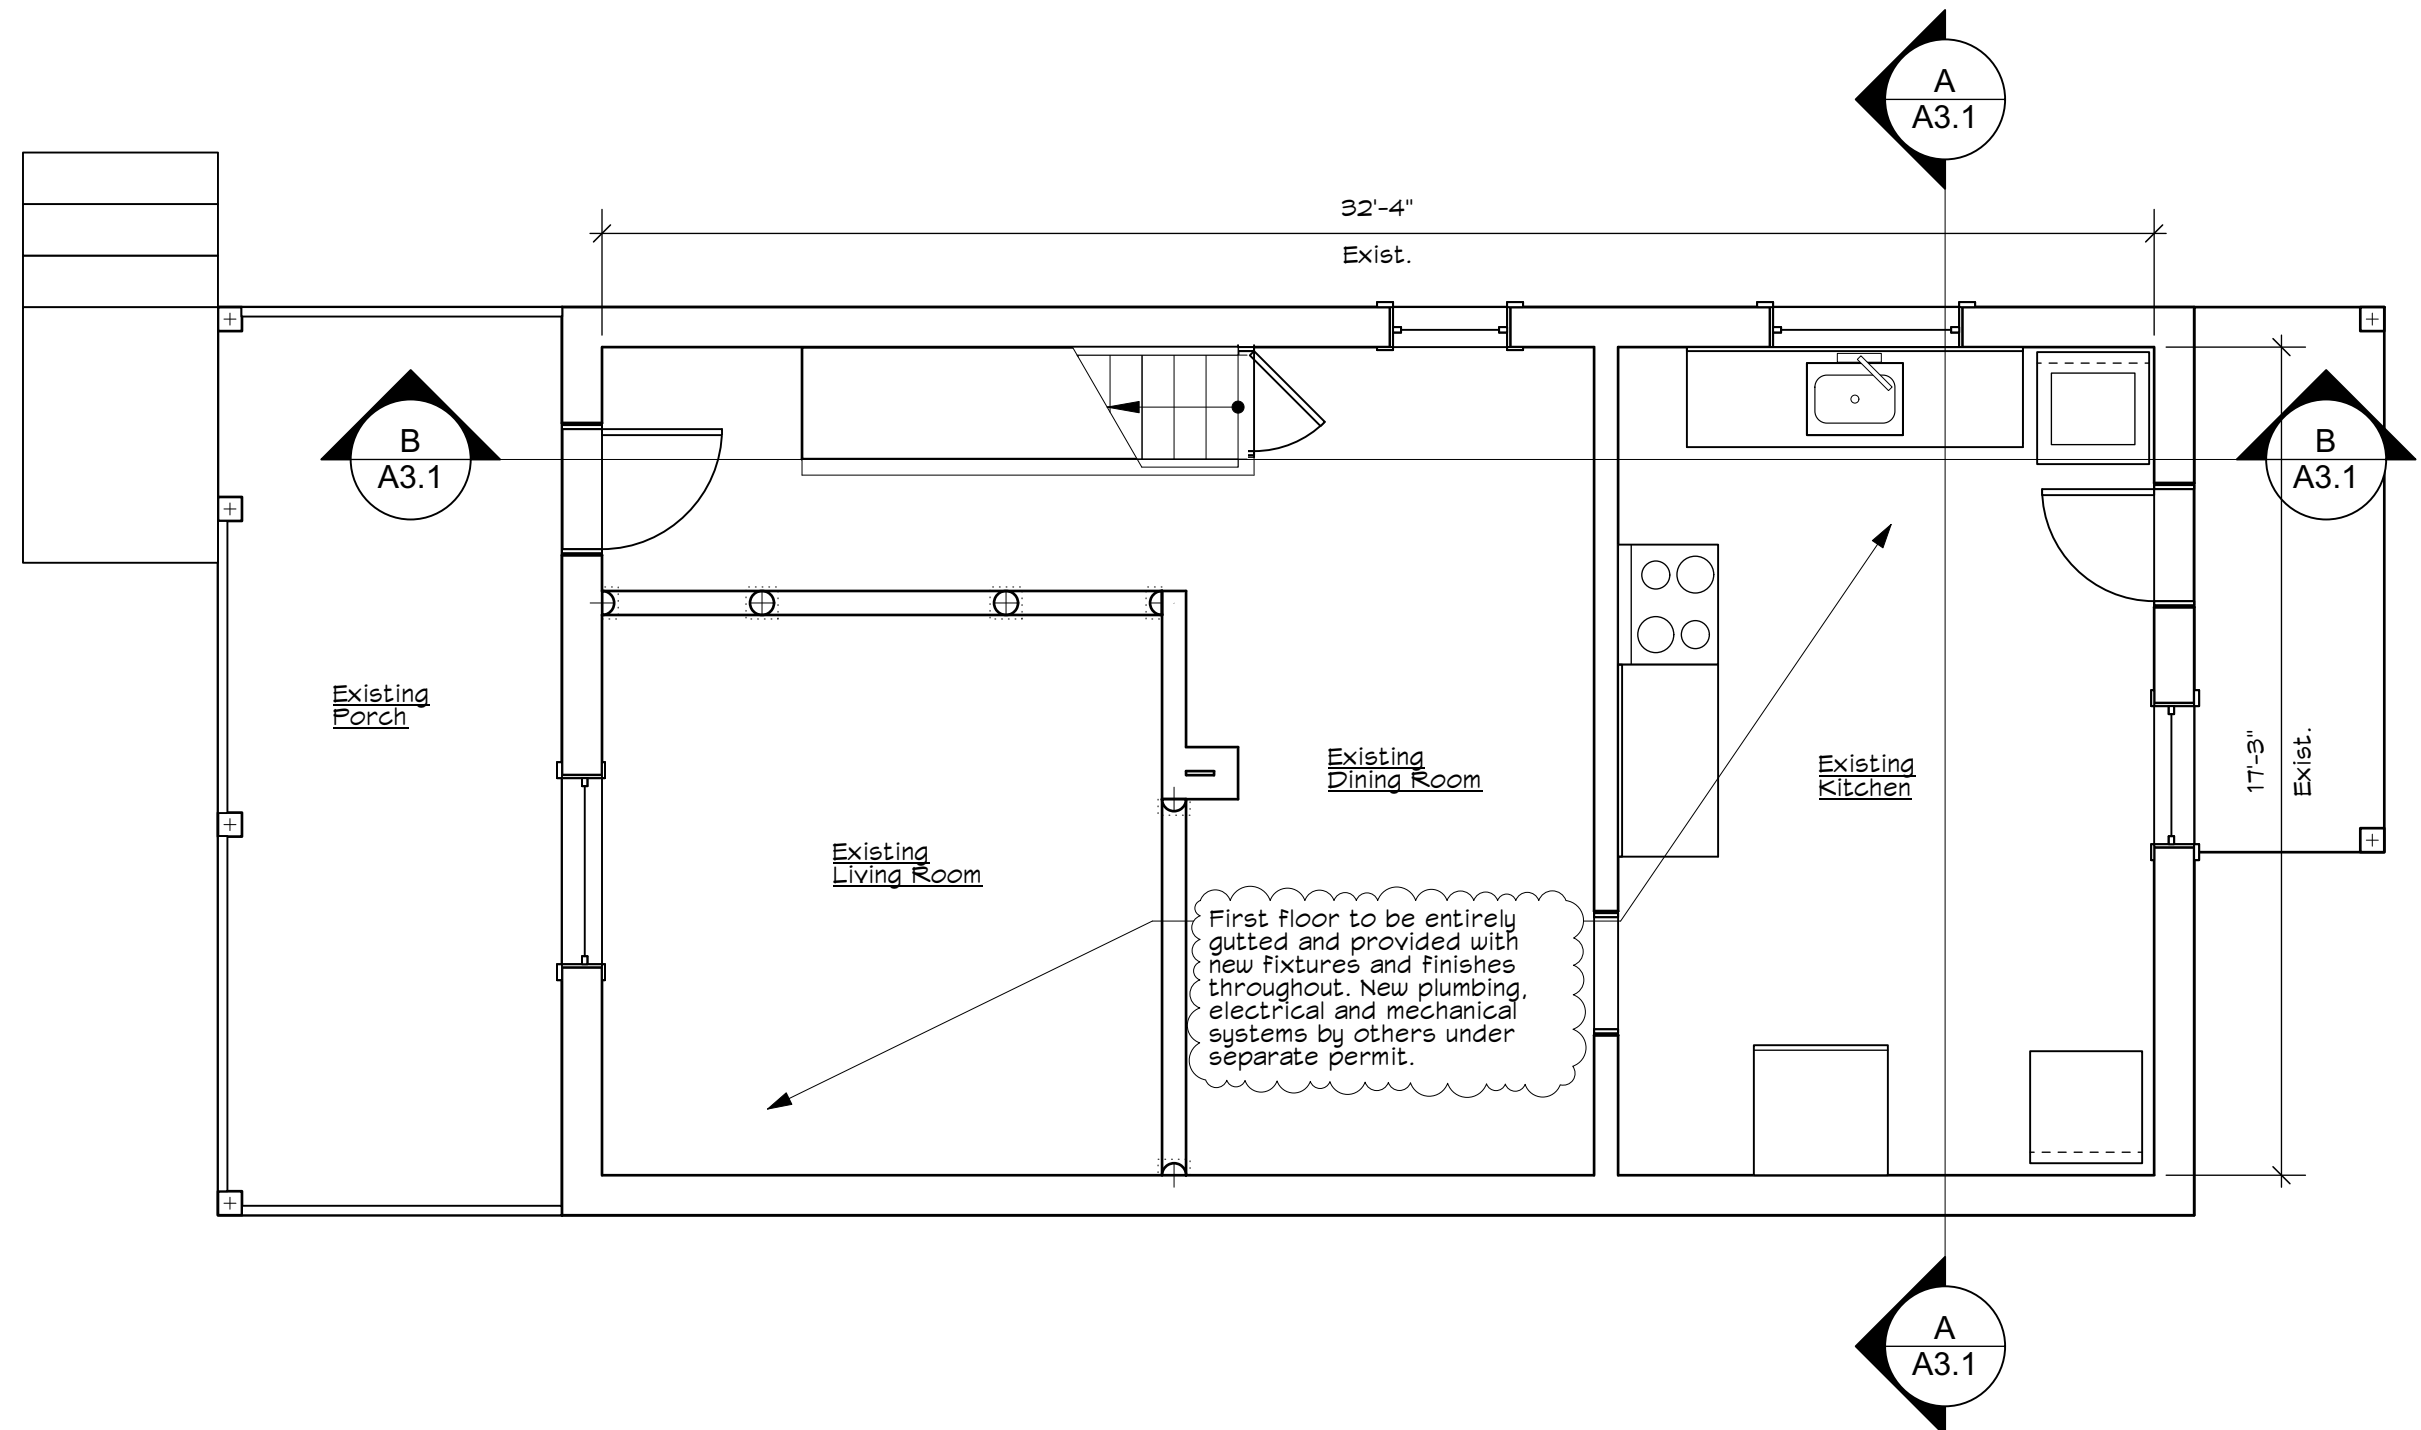 A
A3.1
32'-4"
Exist.
B
A3.1
B
A3.1
Existing
Porch
Existing
Dining Room
Existing
Kitchen
17'-3"
Exist.
Existing
Living Room
First floor to be entirely
gutted and provided with
new fixtures and finishes
throughout. New plumbing,
electrical and mechanical
systems by others under
separate permit.
A
A3.1